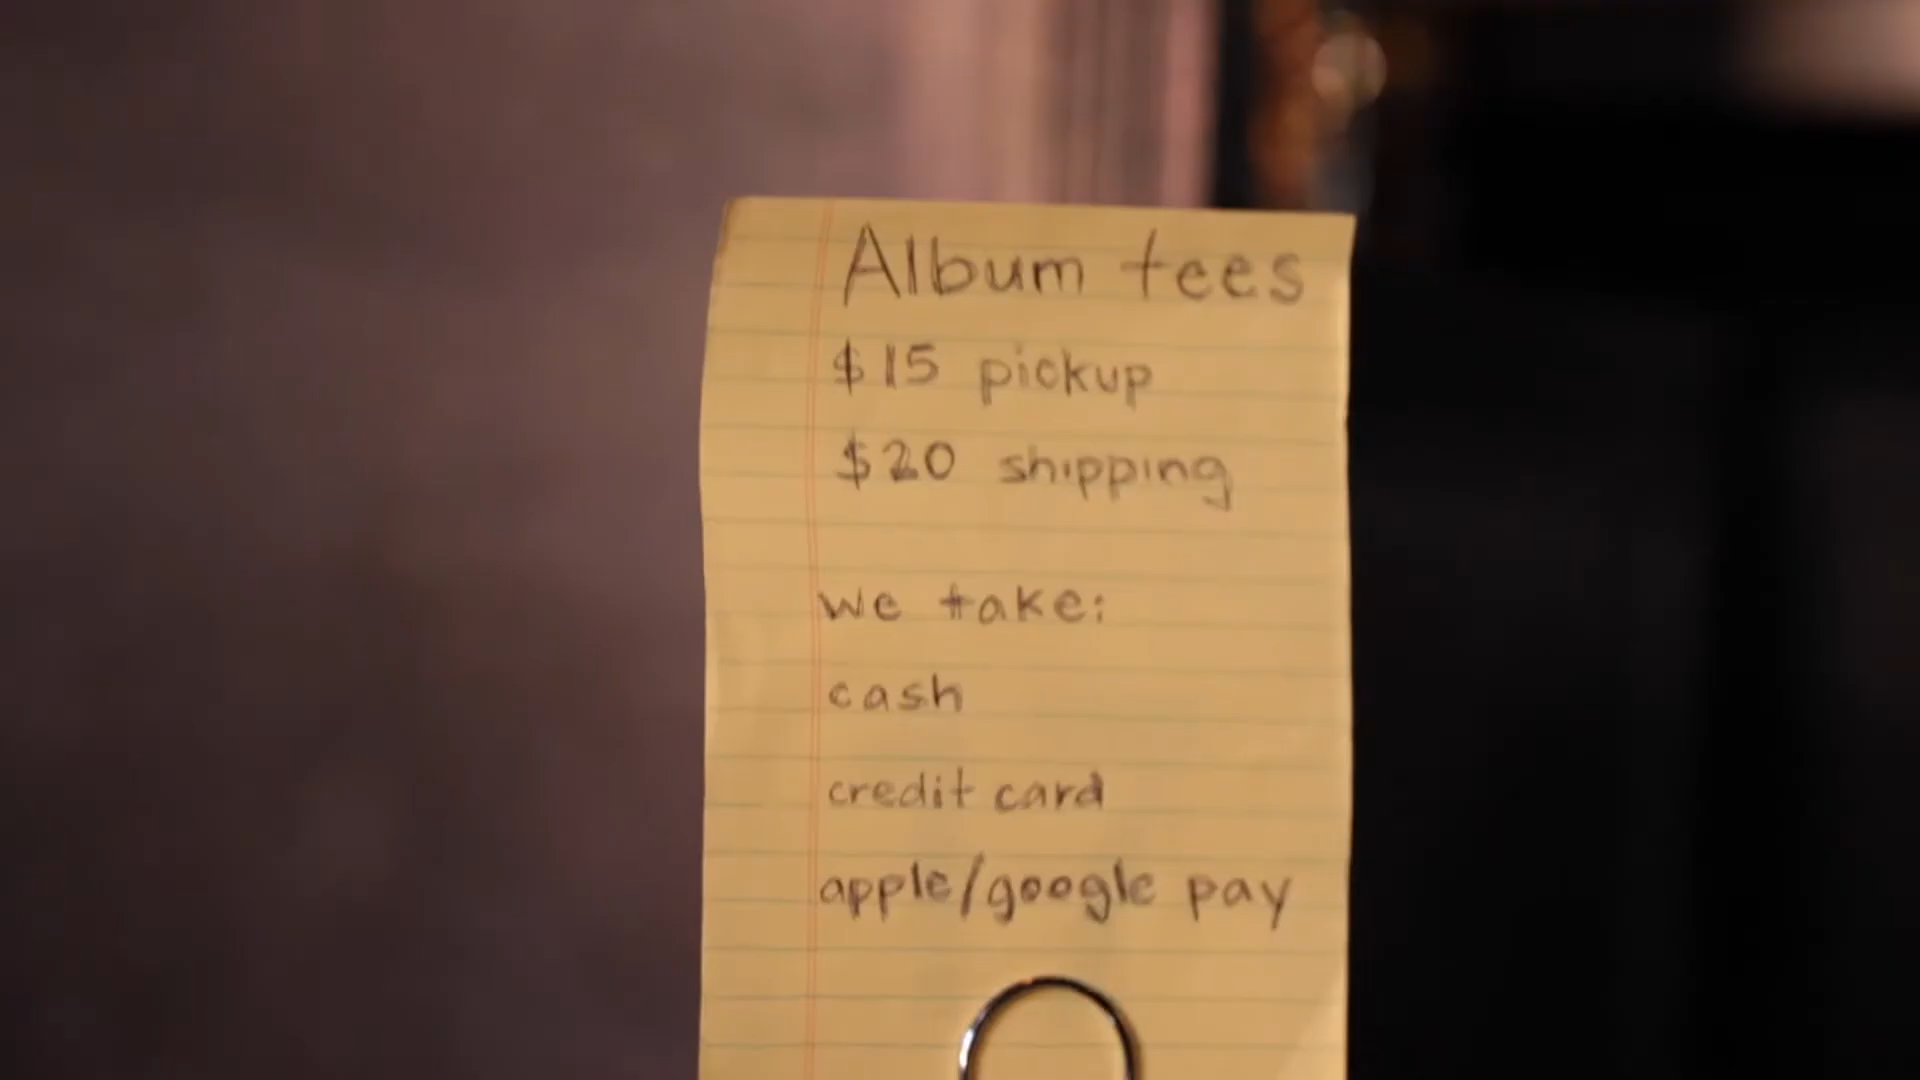 Album fees
$15 pickup
$20 shipping
we take:
cash
credit card
apple/google pay